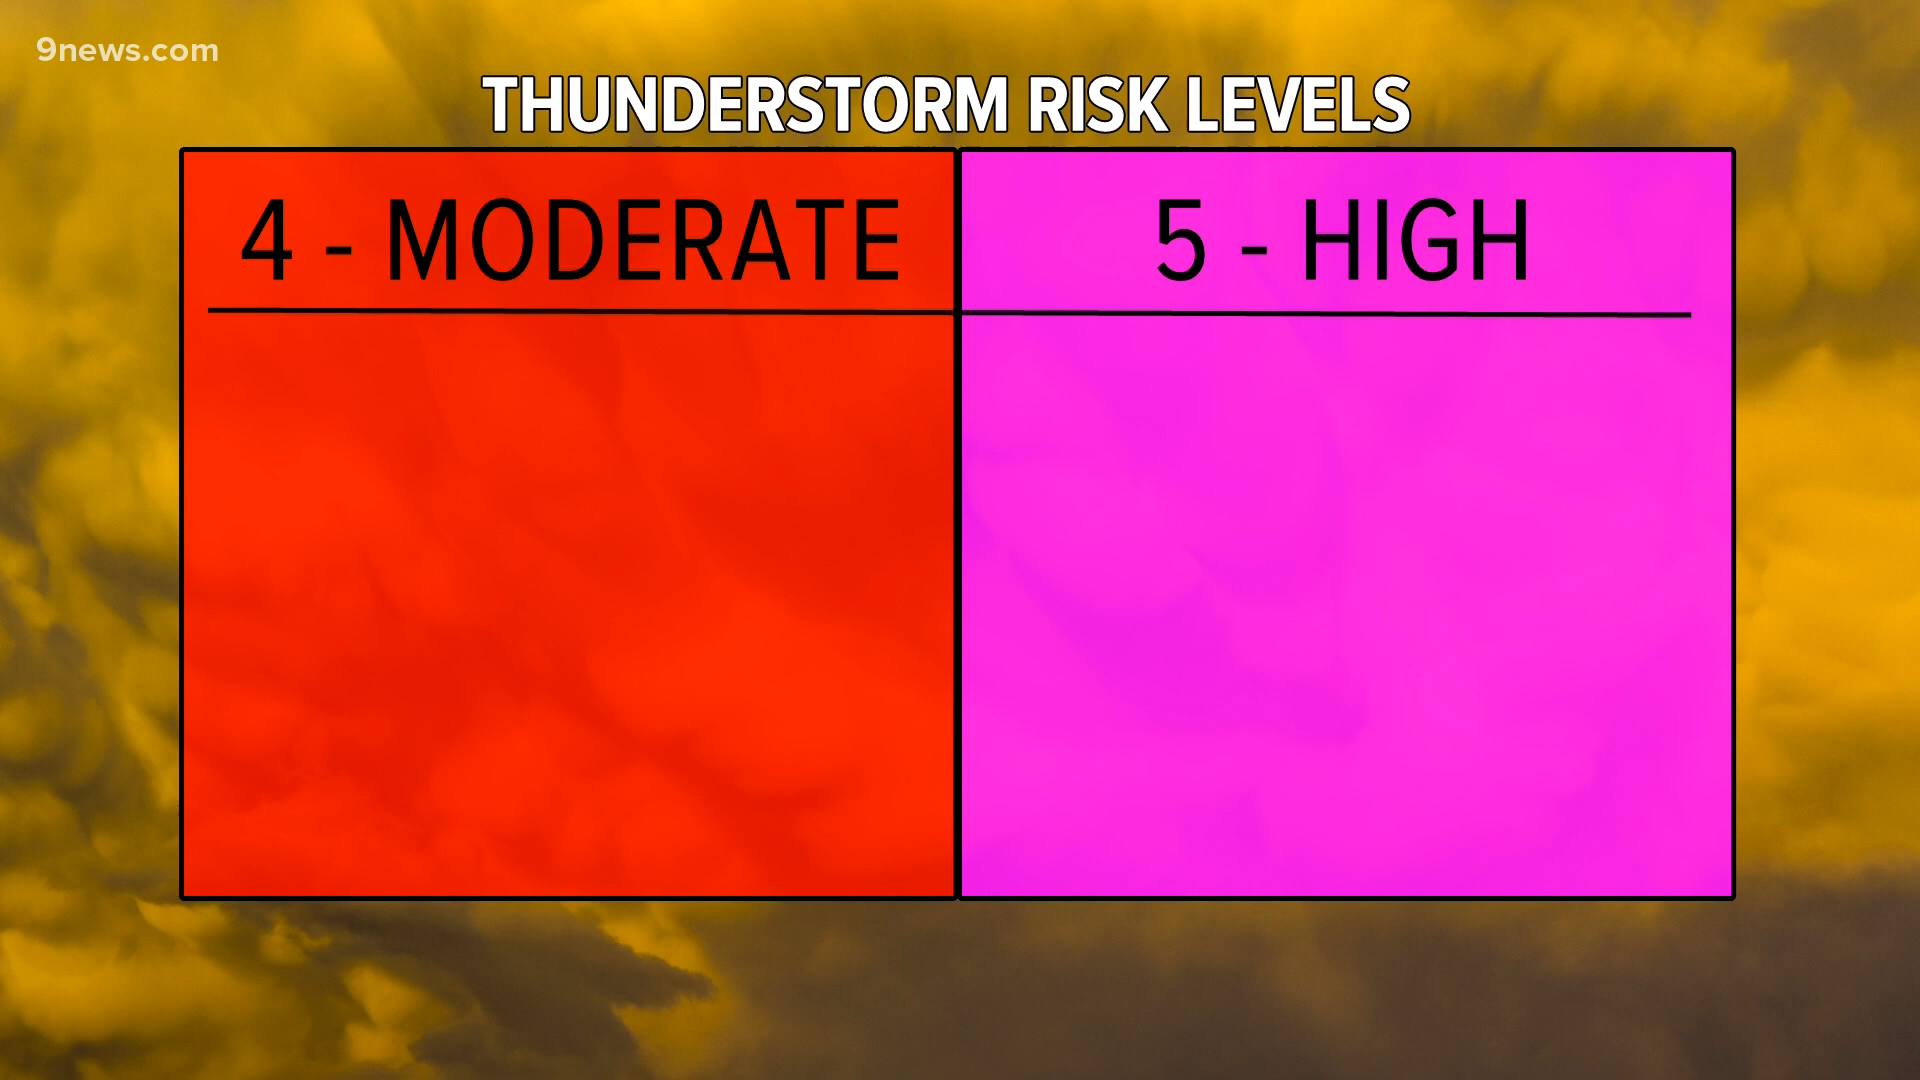 9news.com
THUNDERSTORM RISK LEVELS
4 - MODERATE
5 - HIGH